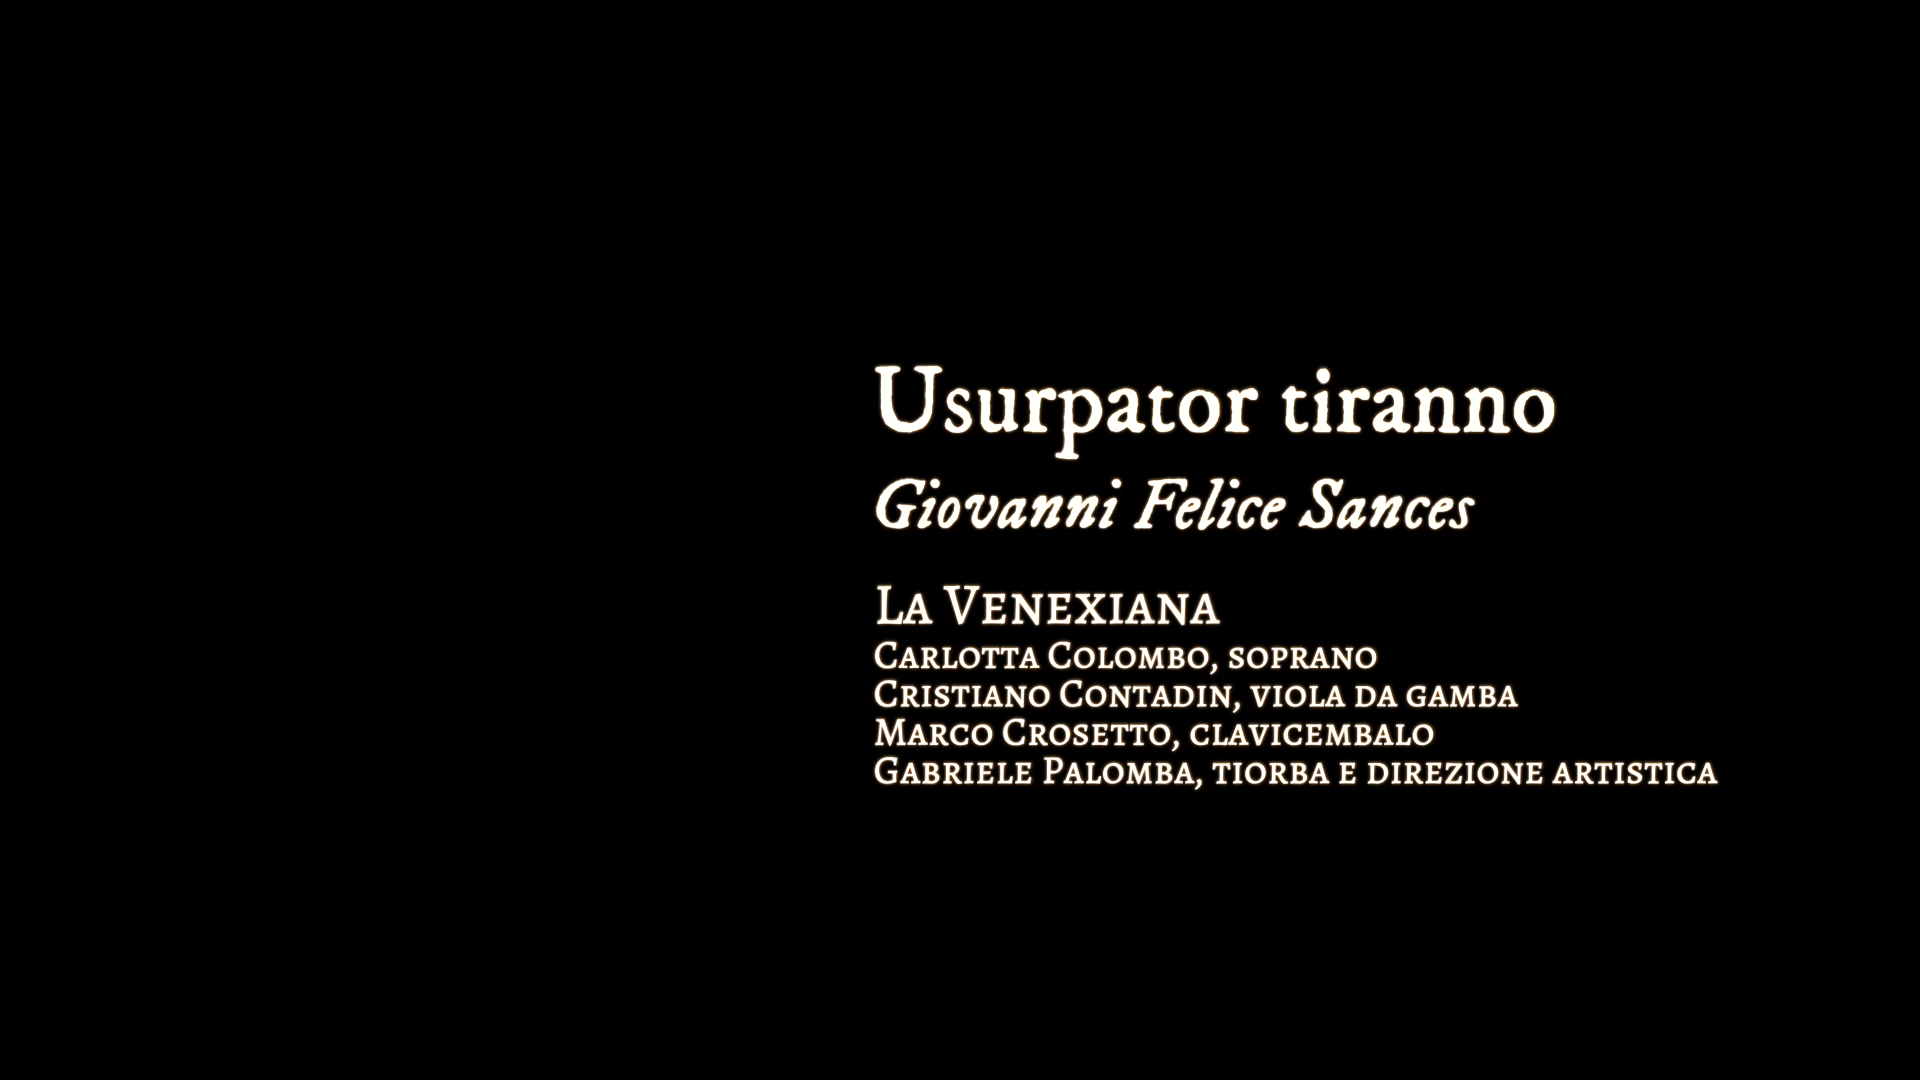 Usurpator tiranno
Giovanni Felice Sances
La Venexiana
Carlotta Colombo, soprano
Cristiano Contadin, viola da gamba
Marco Crosetto, clavicembalo
Gabriele Palomba, tiorba e direzione artistica